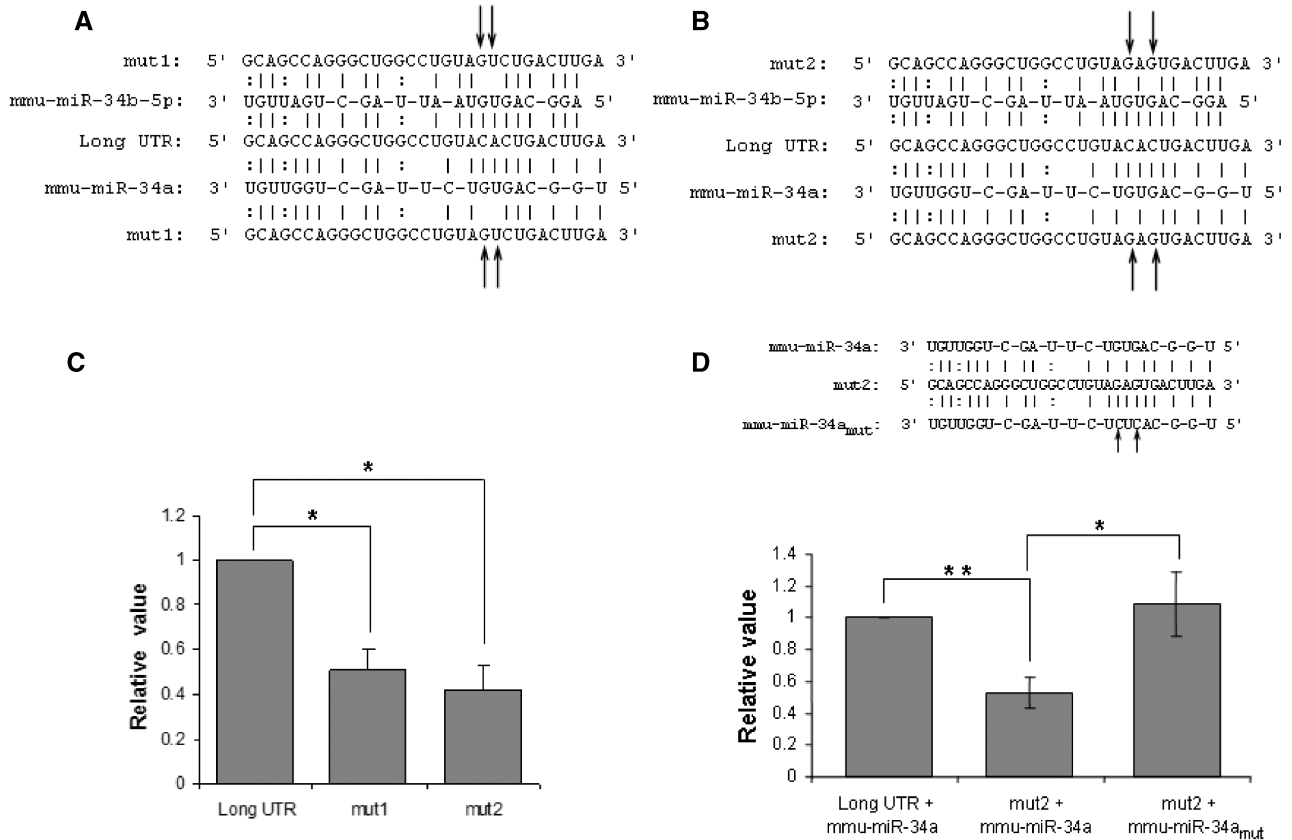 A
mut1: 5' GCAGCCAGGGCUGGCCUGUAGUCUGACUUGA 3'
mmu-miR-34b-5p: 3' UGUUAGU-C-GA-U-UA-AUGUGAC-GGA 5'
Long UTR: 5' GCAGCCAGGGCUGGCCUGUACACUGACUUGA 3'
mmu-miR-34a: 3' UGUUGGU-C-GA-U-U-C-UGUGAC-G-G-U 5'
mut1: 5' GCAGCCAGGGCUGGCCUGUAGUCUGACUUGA 3'
B
mut2: 5' GCAGCCAGGGCUGGCCUGUAGAGUGACUUGA 3'
mmu-miR-34b-5p: 3' UGUUAGU-C-GA-U-UA-AUGUGAC-GGA 5'
Long UTR: 5' GCAGCCAGGGCUGGCCUGUACACUGACUUGA 3'
mmu-miR-34a: 3' UGUUGGU-C-GA-U-U-C-UGUGAC-G-G-U 5'
mut2: 5' GCAGCCAGGGCUGGCCUGUAGAGUGACUUGA 3'
C
*
*
1.2
1
0.8
0.6
0.4
0.2
0
Relative value
Long UTR
mut1
mut2
D
mmu-miR-34a: 3' UGUUGGU-C-GA-U-U-C-UGUGAC-G-G-U 5'
mut2: 5' GCAGCCAGGGCUGGCCUGUAGAGUGACUUGA 3'
mmu-miR-34amut: 3' UGUUGGU-C-GA-U-U-C-UCUCAC-G-G-U 5'
*
* *
1.4
1.2
1
0.8
0.6
0.4
0.2
0
Relative value
Long UTR +
mmu-miR-34a
mut2 +
mmu-miR-34a
mut2 +
mmu-miR-34amut